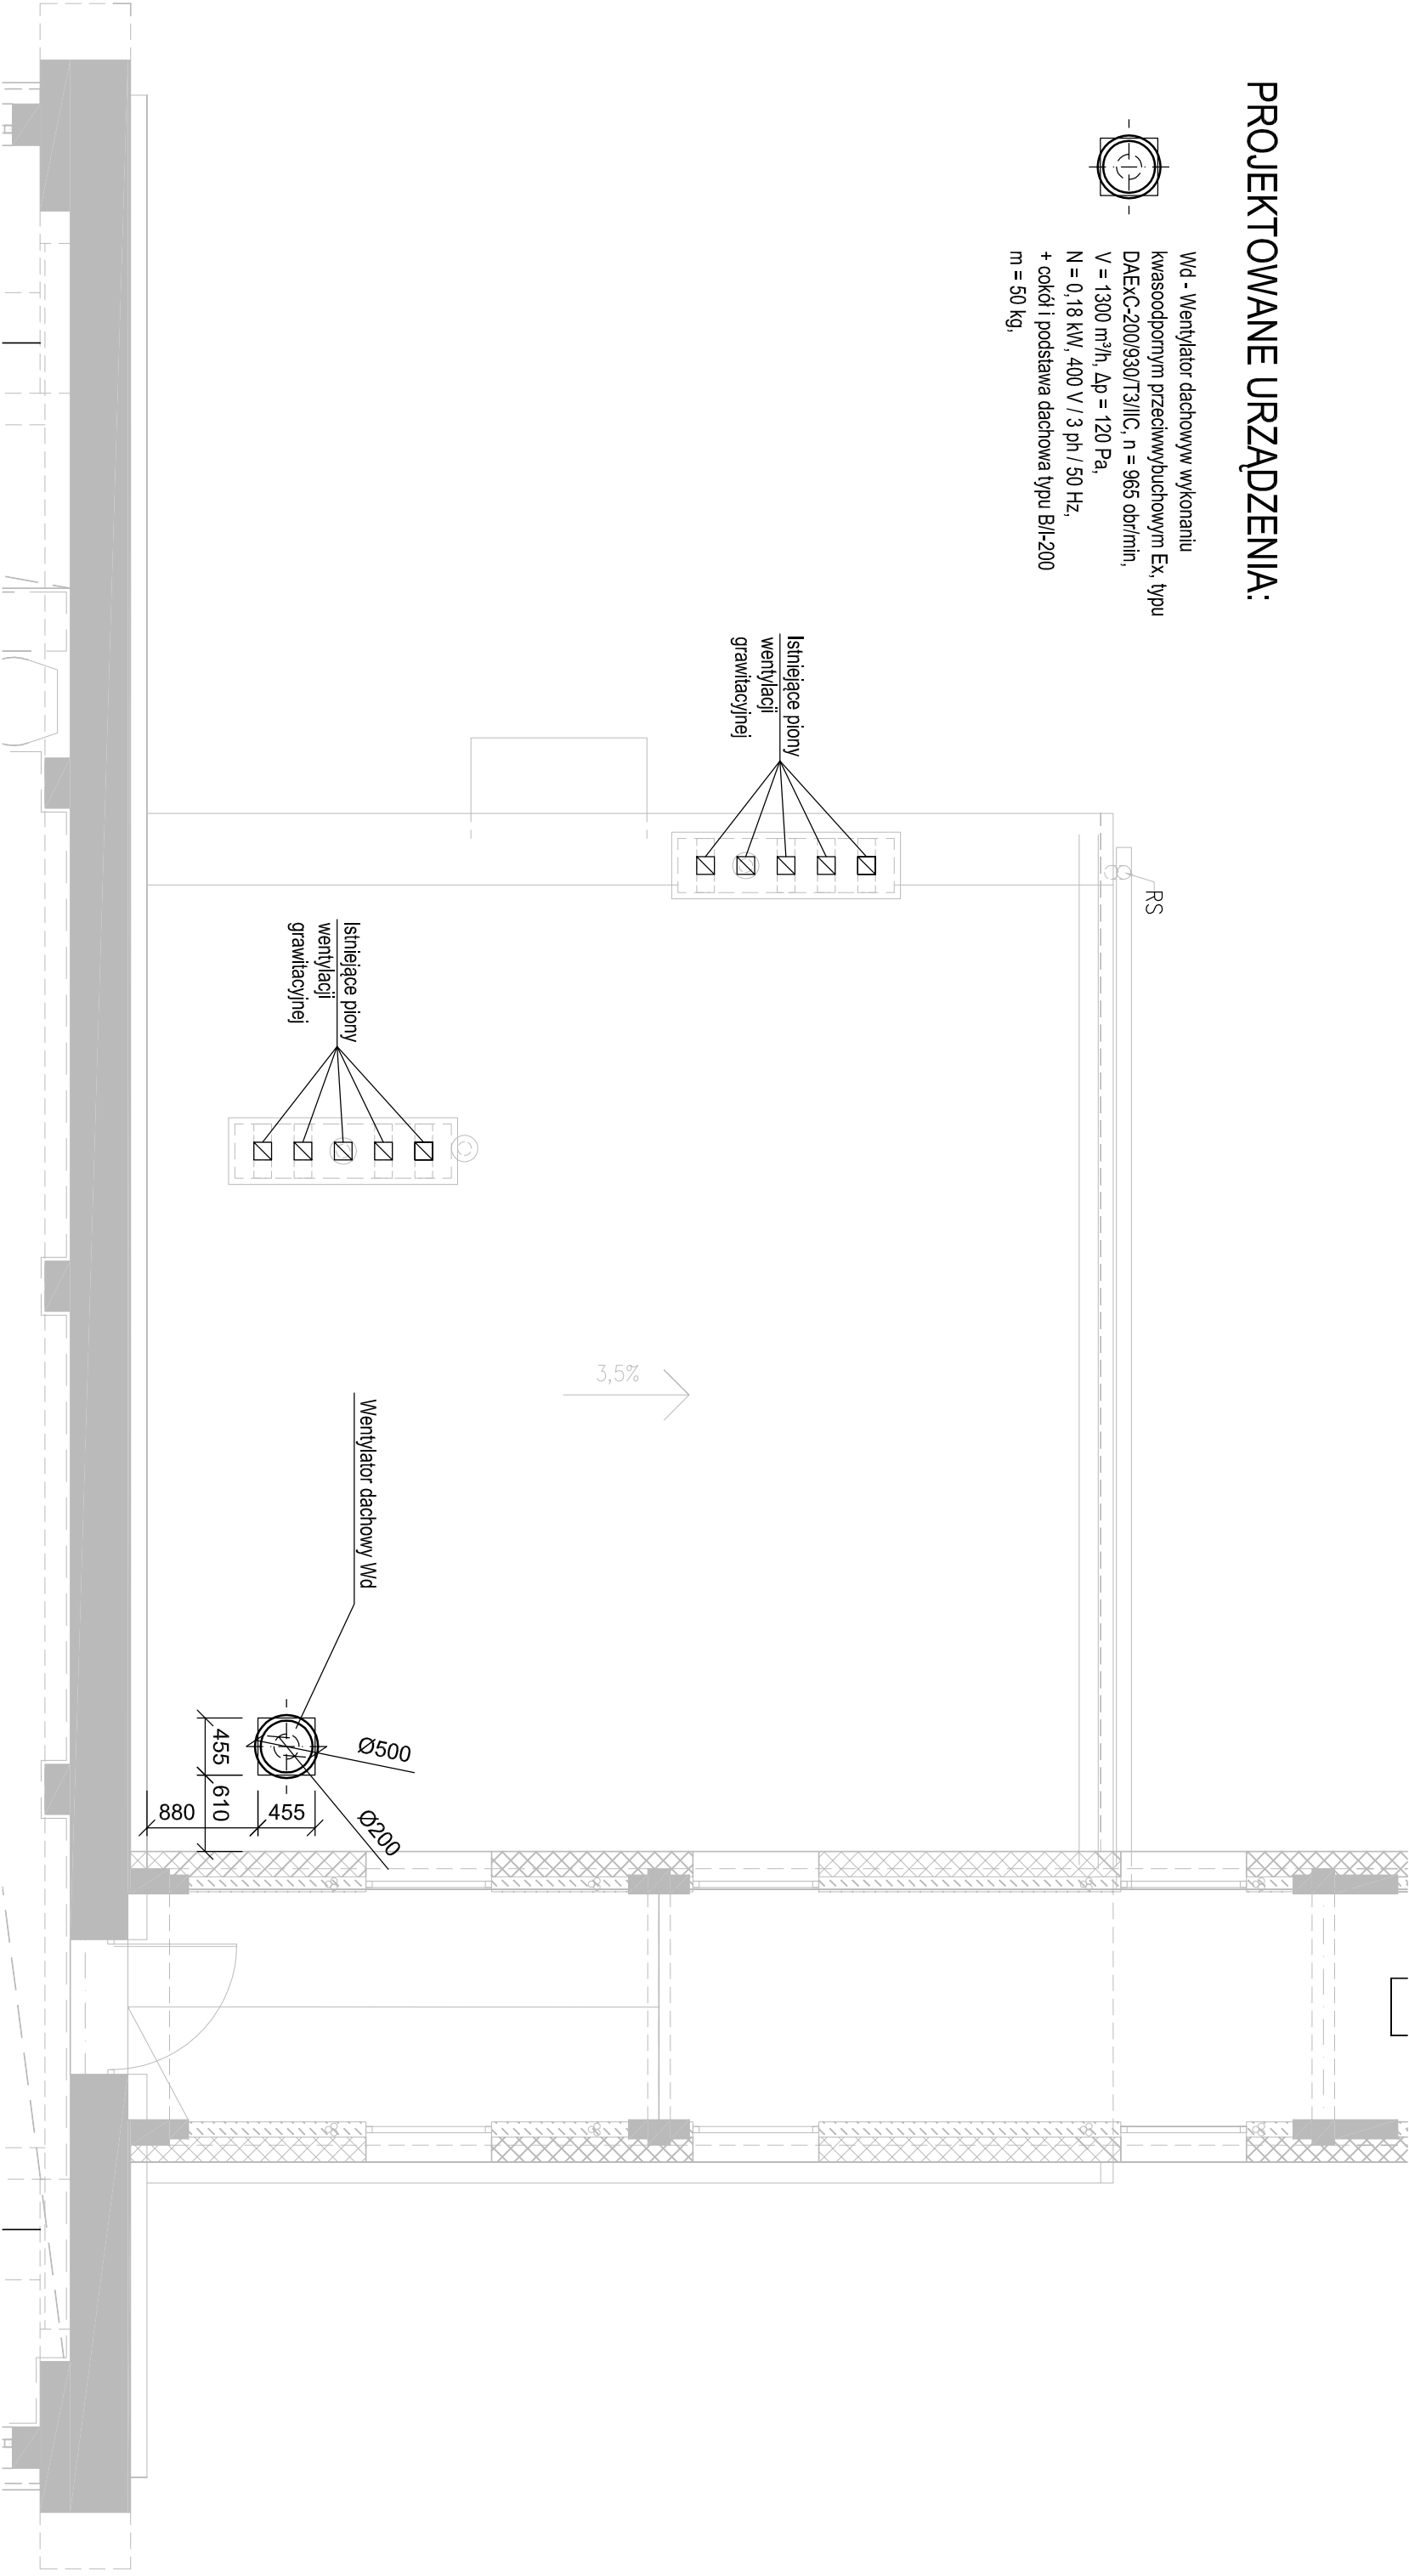 PROJEKTOWANE URZĄDZENIA:
Wd - Wentylator dachowyw wykonaniu
kwasoodpornym przeciwwybuchowym Ex, typu
DAExC-200/930/T3/IIC, n = 965 obr/min,
V = 1300 m³/h, Δp = 120 Pa,
N = 0,18 kW, 400 V / 3 ph / 50 Hz,
+ cokół i podstawa dachowa typu B/I-200
m = 50 kg,
Istniejące piony
wentylacji
grawitacyjnej
RS
Istniejące piony
wentylacji
grawitacyjnej
3,5%
Wentylator dachowy Wd
Ø500
Ø200
455
610
880
455